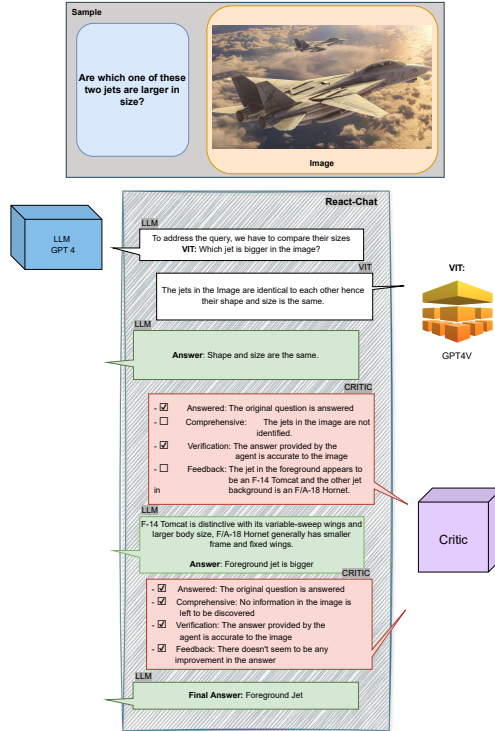 Sample
Are which one of these
two jets are larger in
size?
Image
React-Chat
LLM
GPT 4
LLM
To address the query, we have to compare their sizes
VIT: Which jet is bigger in the image?
VIT
The jets in the Image are identical to each other hence
their shape and size is the same.
VIT:
GPT4V
LLM
Answer: Shape and size are the same.
CRITIC
- ☑ Answered: The original question is answered
- ☐ Comprehensive: The jets in the image are not
identified.
- ☑ Verification: The answer provided by the
agent is accurate to the image
- ☐ Feedback: The jet in the foreground appears to
be an F-14 Tomcat and the other jet
in background is an F/A-18 Hornet.
LLM
F-14 Tomcat is distinctive with its variable-sweep wings and
larger body size, F/A-18 Hornet generally has smaller
frame and fixed wings.
Answer: Foreground jet is bigger
Critic
CRITIC
- ☑ Answered: The original question is answered
- ☑ Comprehensive: No information in the image is
left to be discovered
- ☑ Verification: The answer provided by the
agent is accurate to the image
- ☑ Feedback: There doesn't seem to be any
improvement in the answer
LLM
Final Answer: Foreground Jet